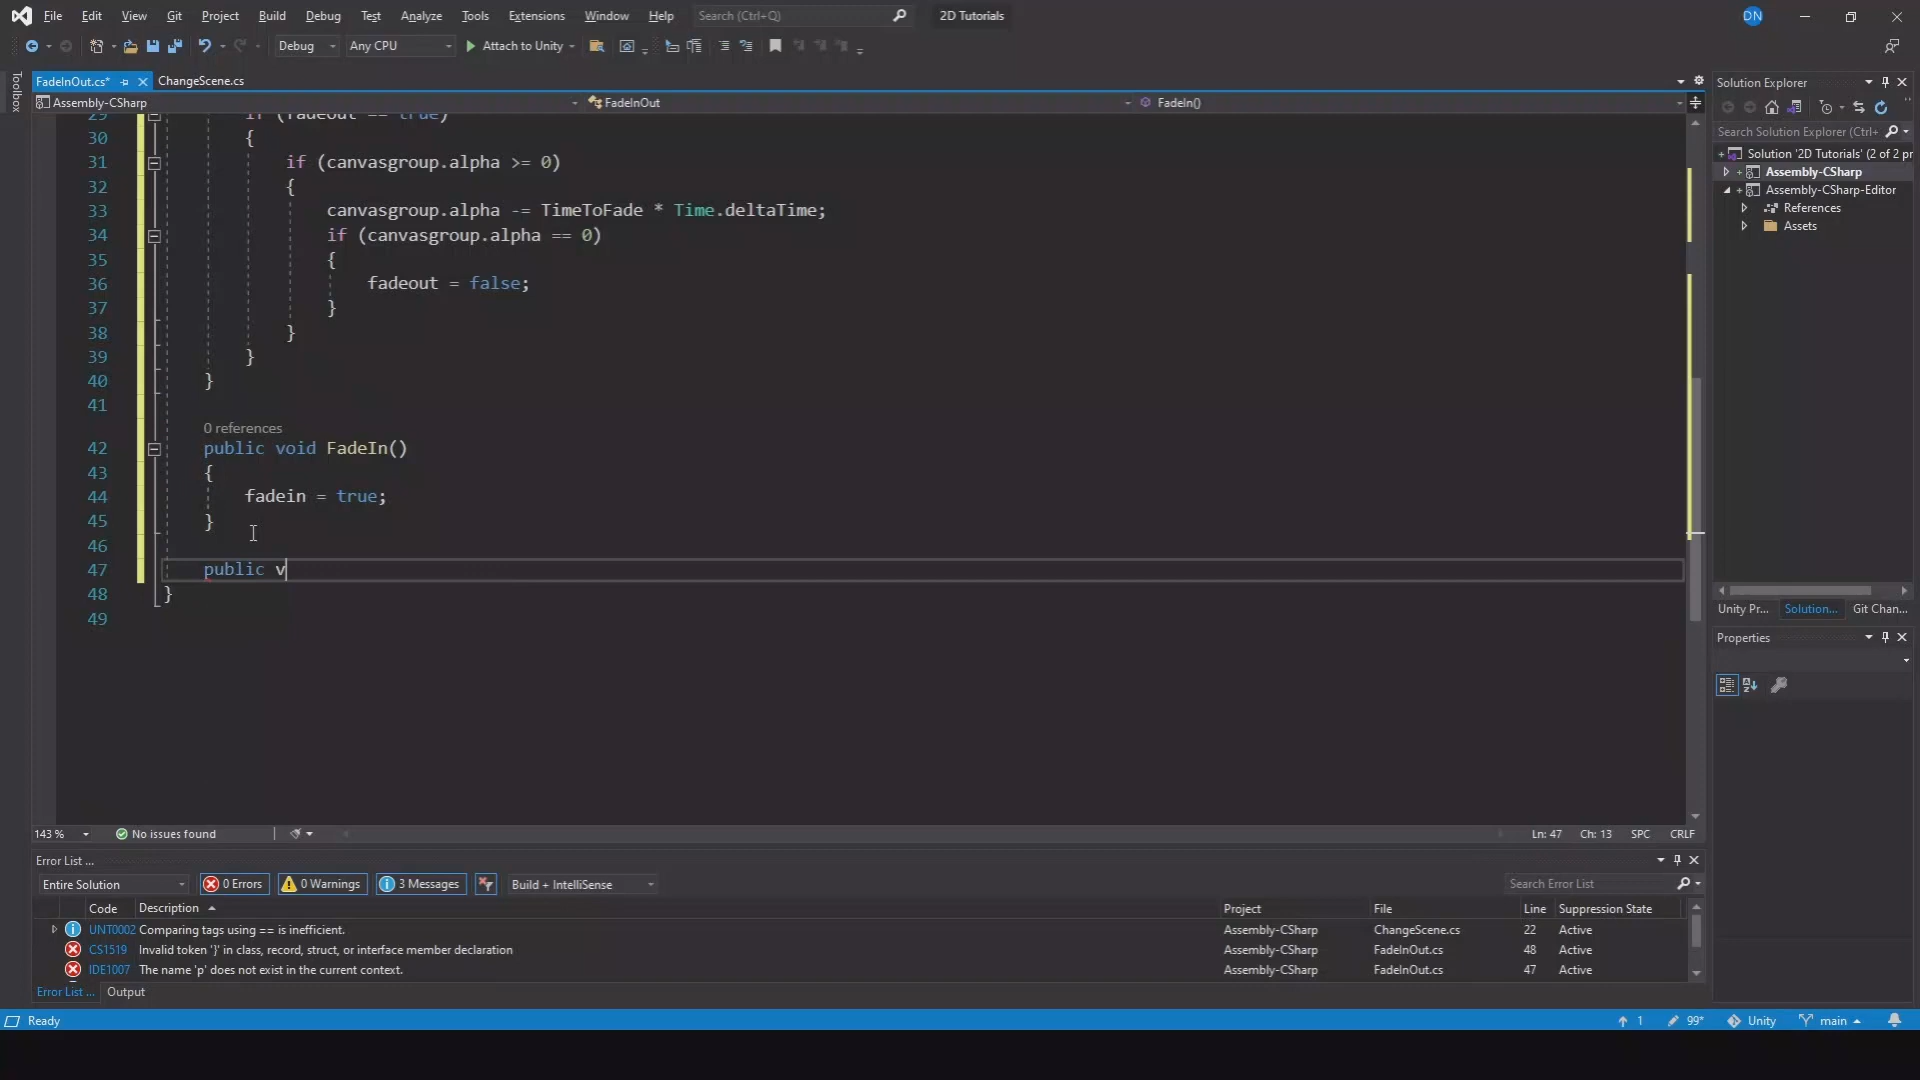 File Edit View Git Project Build Debug Test Analyze Tools Extensions Window Help Search (Ctrl+Q) 2D Tutorials DN
Debug Any CPU Attach to Unity
Toolbox
FadeInOut.cs* ChangeScene.cs
Assembly-CSharp FadeInOut FadeIn()
29 if (fadeout == true)
30 {
31 if (canvasgroup.alpha >= 0)
32 {
33 canvasgroup.alpha -= TimeToFade * Time.deltaTime;
34 if (canvasgroup.alpha == 0)
35 {
36 fadeout = false;
37 }
38 }
39 }
40 }
41
0 references
42 public void FadeIn()
43 {
44 fadein = true;
45 }
46
47 public v
48 }
49
143 % No issues found Ln: 47 Ch: 13 SPC CRLF
Error List ...
Entire Solution 0 Errors 0 Warnings 3 Messages Build + IntelliSense Search Error List
Code Description Project File Line Suppression State
UNT0002 Comparing tags using == is inefficient. Assembly-CSharp ChangeScene.cs 22 Active
CS1519 Invalid token '}' in class, record, struct, or interface member declaration Assembly-CSharp FadeInOut.cs 48 Active
IDE1007 The name 'p' does not exist in the current context. Assembly-CSharp FadeInOut.cs 47 Active
Error List ... Output
Solution Explorer
Search Solution Explorer (Ctrl+
Solution '2D Tutorials' (2 of 2 pr
Assembly-CSharp
Assembly-CSharp-Editor
References
Assets
Unity Pr... Solution... Git Chan...
Properties
Ready 1 99* Unity main